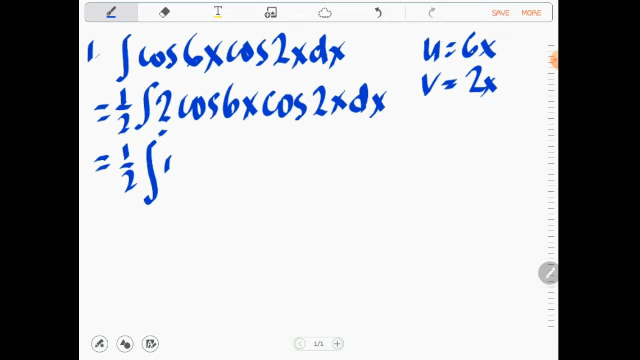 SAVE MORE
1. ∫ cos6xcos2xdx u=6x
= 1/2 ∫ 2cos6xcos2xdx v=2x
= 1/2 ∫
1/1